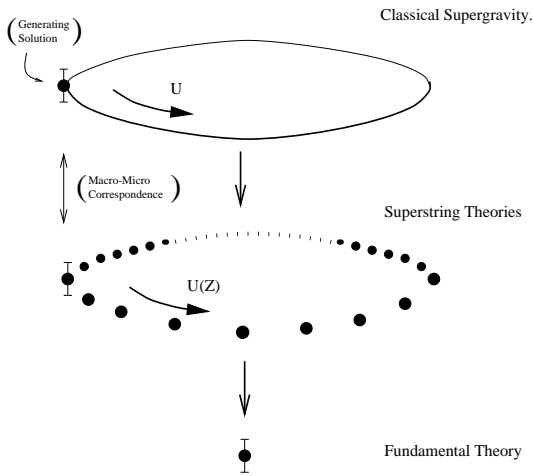 (Generating
Solution)
Classical Supergravity.
U
(Macro-Micro
Correspondence)
Superstring Theories
U(Z)
Fundamental Theory